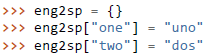 >>> eng2sp = {}
>>> eng2sp["one"] = "uno"
>>> eng2sp["two"] = "dos"